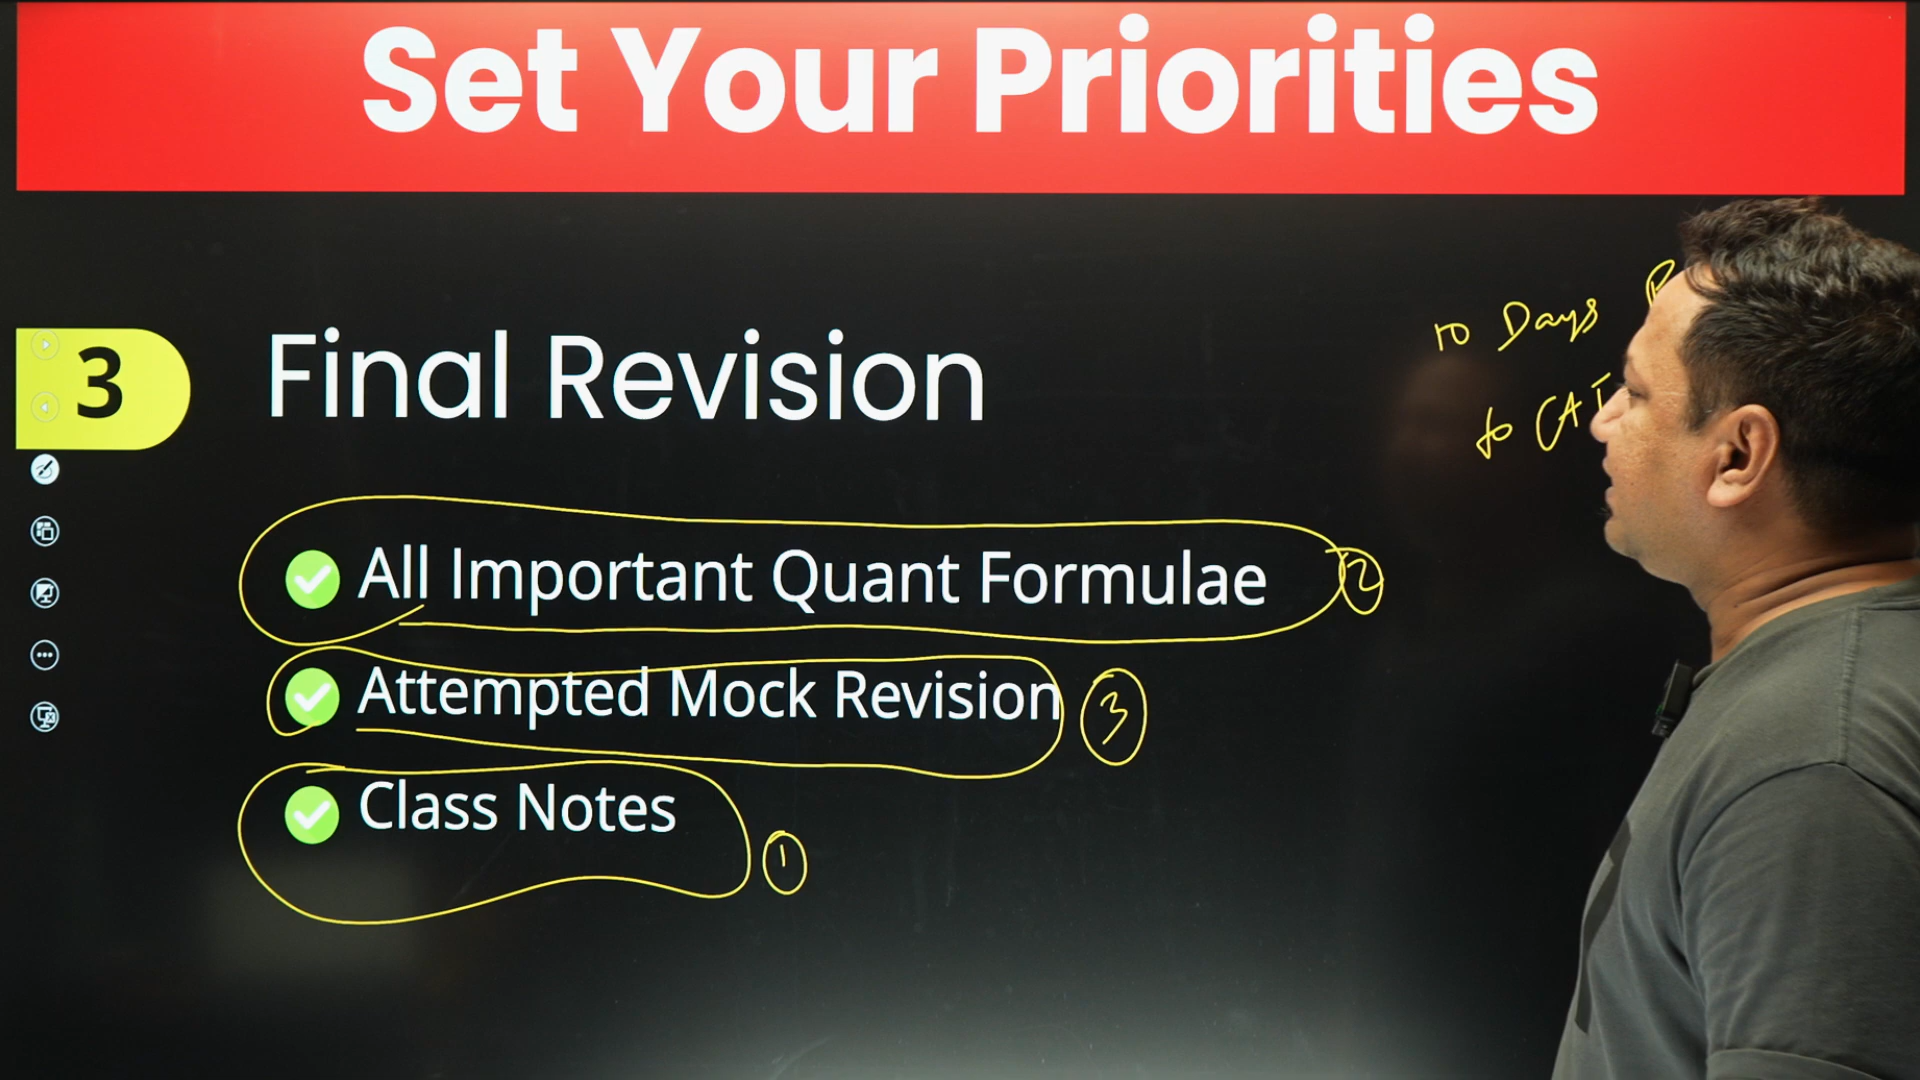 Set Your Priorities
3 Final Revision
10 Days
to CAT
All Important Quant Formulae 2
Attempted Mock Revision 3
Class Notes 1